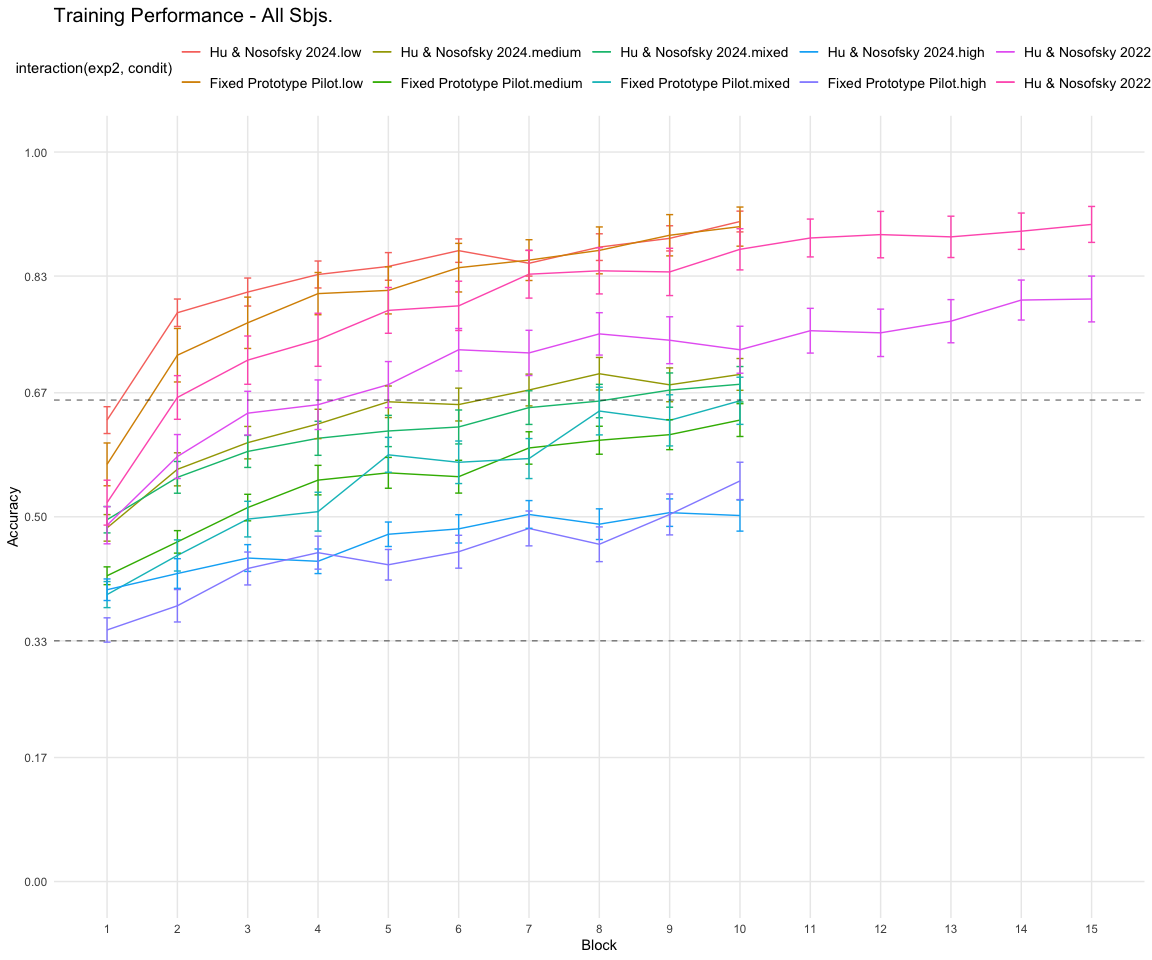 Training Performance - All Sbjs.
Hu & Nosofsky 2024.low Hu & Nosofsky 2024.medium Hu & Nosofsky 2024.mixed Hu & Nosofsky 2024.high Hu & Nosofsky 2022
interaction(exp2, condit)
Fixed Prototype Pilot.low Fixed Prototype Pilot.medium Fixed Prototype Pilot.mixed Fixed Prototype Pilot.high Hu & Nosofsky 2022
1.00
0.83
0.67
0.50
0.33
0.17
0.00
Accuracy
1 2 3 4 5 6 7 8 9 10 11 12 13 14 15
Block